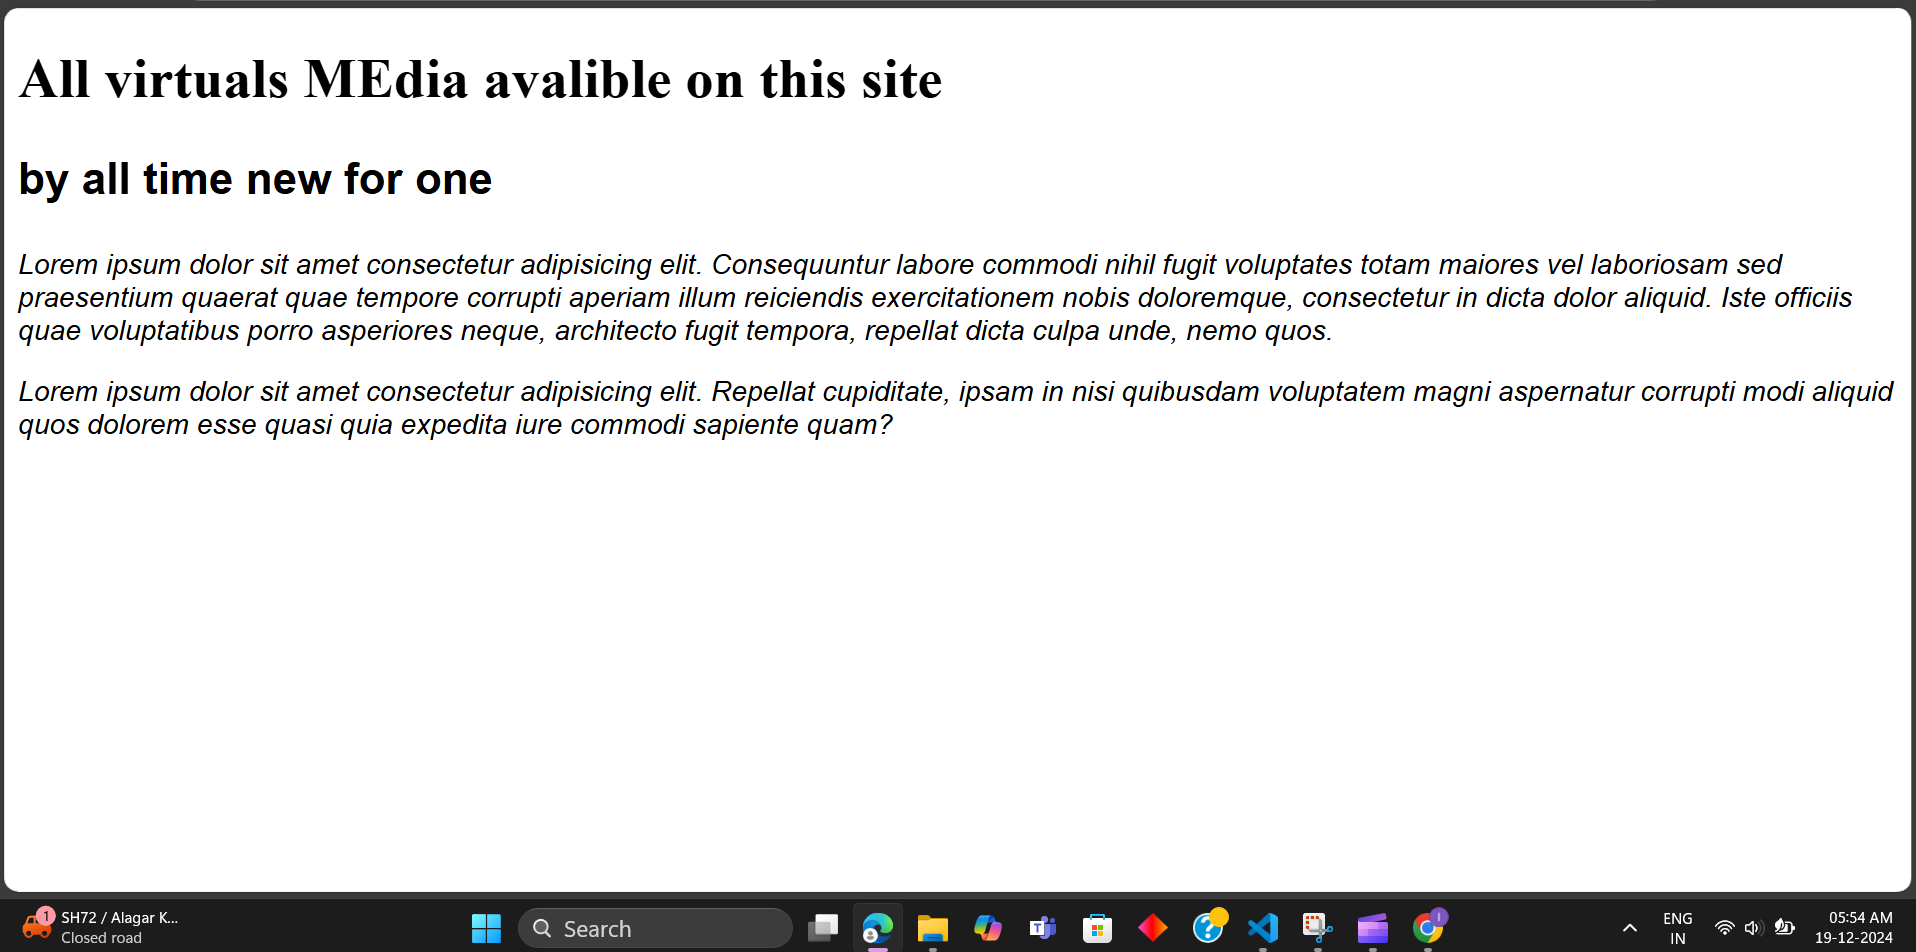 All virtuals MEdia avalible on this site
by all time new for one
Lorem ipsum dolor sit amet consectetur adipisicing elit. Consequuntur labore commodi nihil fugit voluptates totam maiores vel laboriosam sed
praesentium quaerat quae tempore corrupti aperiam illum reiciendis exercitationem nobis doloremque, consectetur in dicta dolor aliquid. Iste officiis
quae voluptatibus porro asperiores neque, architecto fugit tempora, repellat dicta culpa unde, nemo quos.
Lorem ipsum dolor sit amet consectetur adipisicing elit. Repellat cupiditate, ipsam in nisi quibusdam voluptatem magni aspernatur corrupti modi aliquid
quos dolorem esse quasi quia expedita iure commodi sapiente quam?
1
SH72 / Alagar K...
Closed road
Search
T
?
I
ENG
IN
05:54 AM
19-12-2024